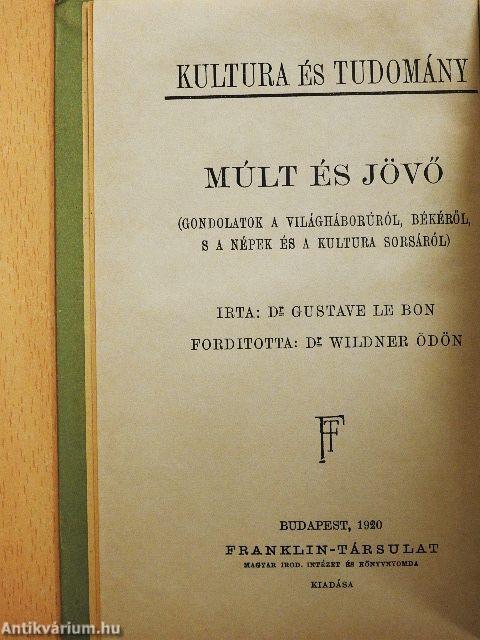 KULTURA ÉS TUDOMÁNY
MÚLT ÉS JÖVŐ
(GONDOLATOK A VILÁGHÁBORÚRÓL, BÉKÉRŐL,
S A NÉPEK ÉS A KULTURA SORSÁRÓL)
IRTA: Dr GUSTAVE LE BON
FORDITOTTA: Dr WILDNER ÖDÖN
FT
BUDAPEST, 1920
FRANKLIN-TÁRSULAT
MAGYAR IROD. INTÉZET ÉS KÖNYVNYOMDA
KIADÁSA
Antikvárium.hu